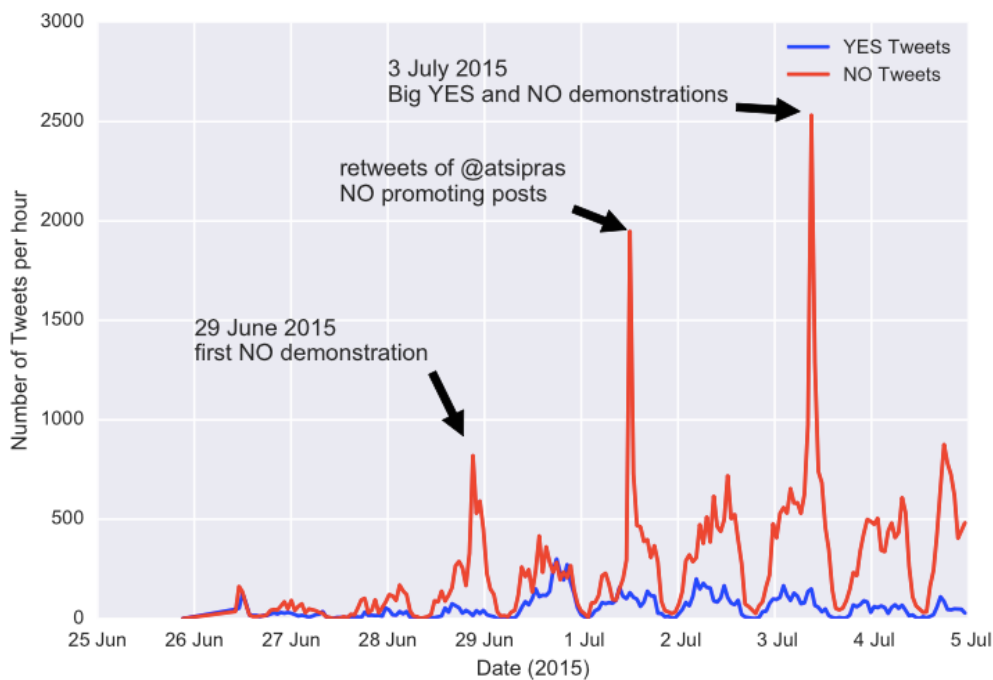 3000
2500
2000
1500
1000
500
0
Number of Tweets per hour
YES Tweets
NO Tweets
3 July 2015
Big YES and NO demonstrations
retweets of @atsipras
NO promoting posts
29 June 2015
first NO demonstration
25 Jun 26 Jun 27 Jun 28 Jun 29 Jun 1 Jul 2 Jul 3 Jul 4 Jul 5 Jul
Date (2015)